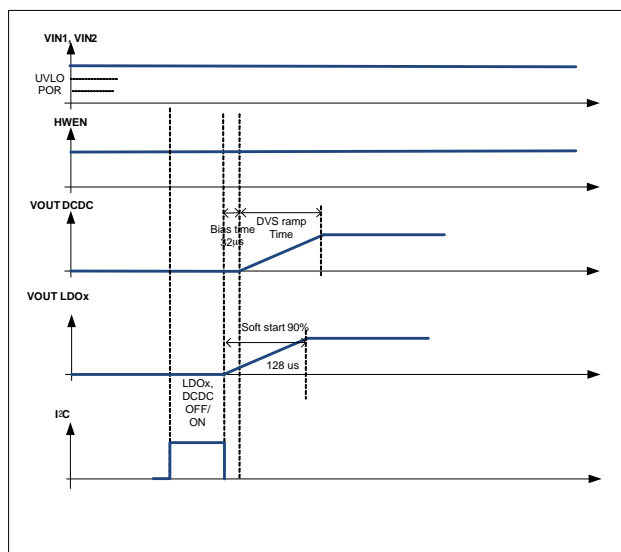 VIN1, VIN2
UVLO
POR
HWEN
VOUT DCDC
Bias time
32µs
DVS ramp
Time
VOUT LDOx
Soft start 90%
128 us
LDOx,
DCDC
OFF/
ON
I²C